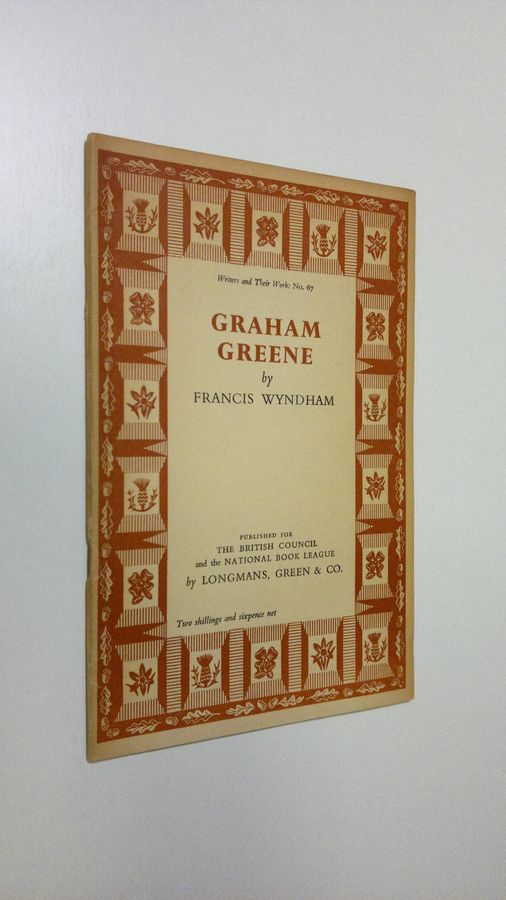 Writers and Their Work: No. 67
GRAHAM
GREENE
by
FRANCIS WYNDHAM
PUBLISHED FOR
THE BRITISH COUNCIL
and the NATIONAL BOOK LEAGUE
by LONGMANS, GREEN & CO.
Two shillings and sixpence net